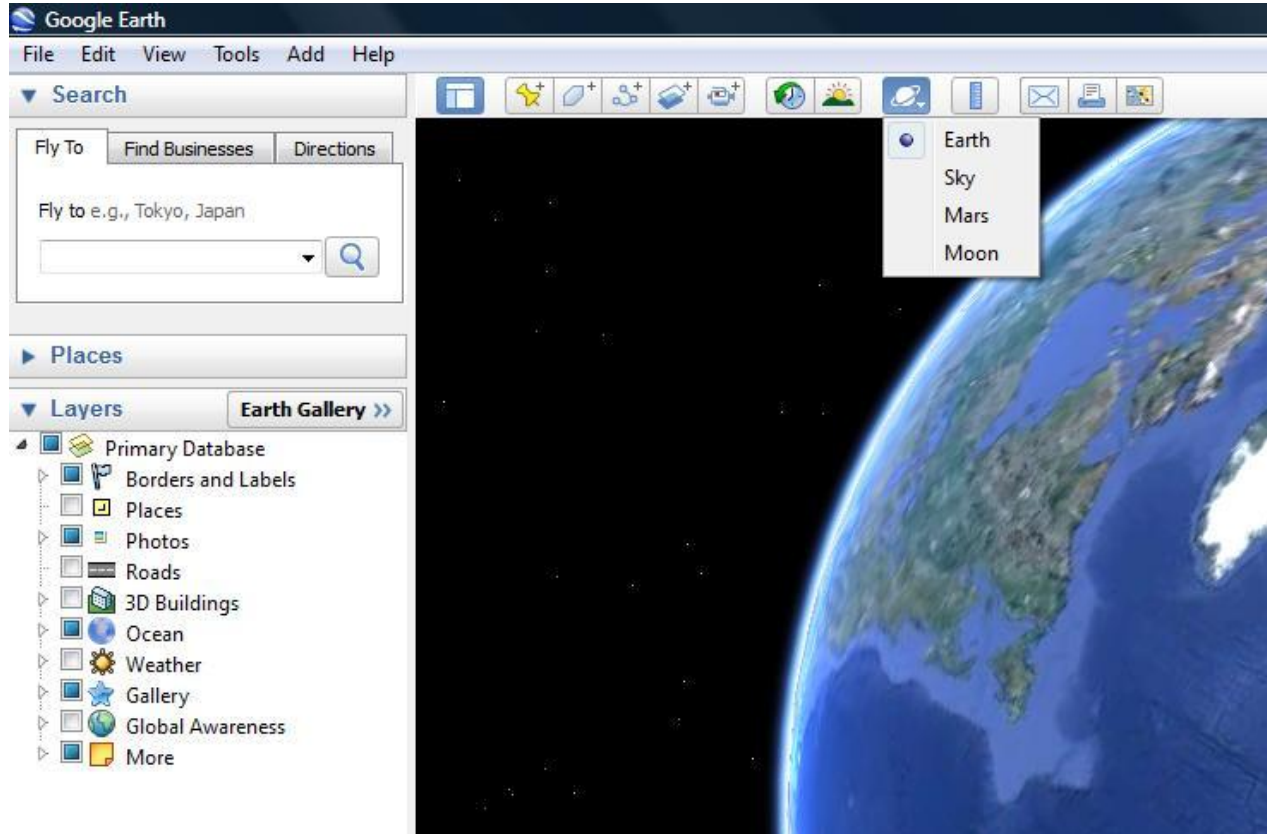 Google Earth
File Edit View Tools Add Help
Search
Fly To Find Businesses Directions
Fly to e.g., Tokyo, Japan
Places
Layers Earth Gallery >>
Primary Database
Borders and Labels
Places
Photos
Roads
3D Buildings
Ocean
Weather
Gallery
Global Awareness
More
Earth
Sky
Mars
Moon